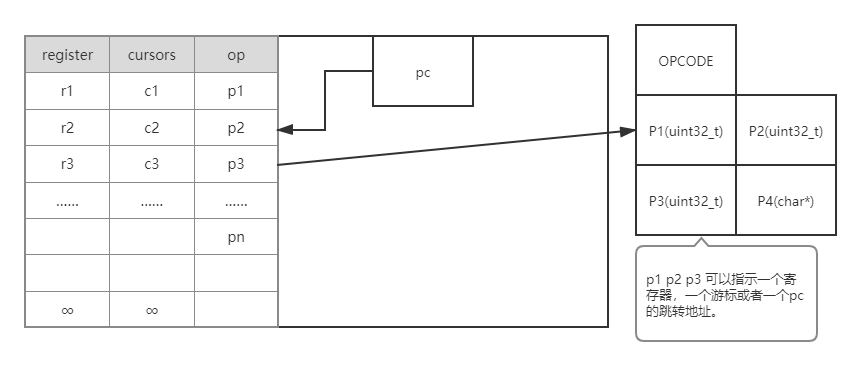 register cursors op
r1 c1 p1
r2 c2 p2
r3 c3 p3
...... ...... ......
pn
∞ ∞
pc
OPCODE
P1(uint32_t) P2(uint32_t)
P3(uint32_t) P4(char*)
p1 p2 p3 可以指示一个寄
存器，一个游标或者一个pc
的跳转地址。